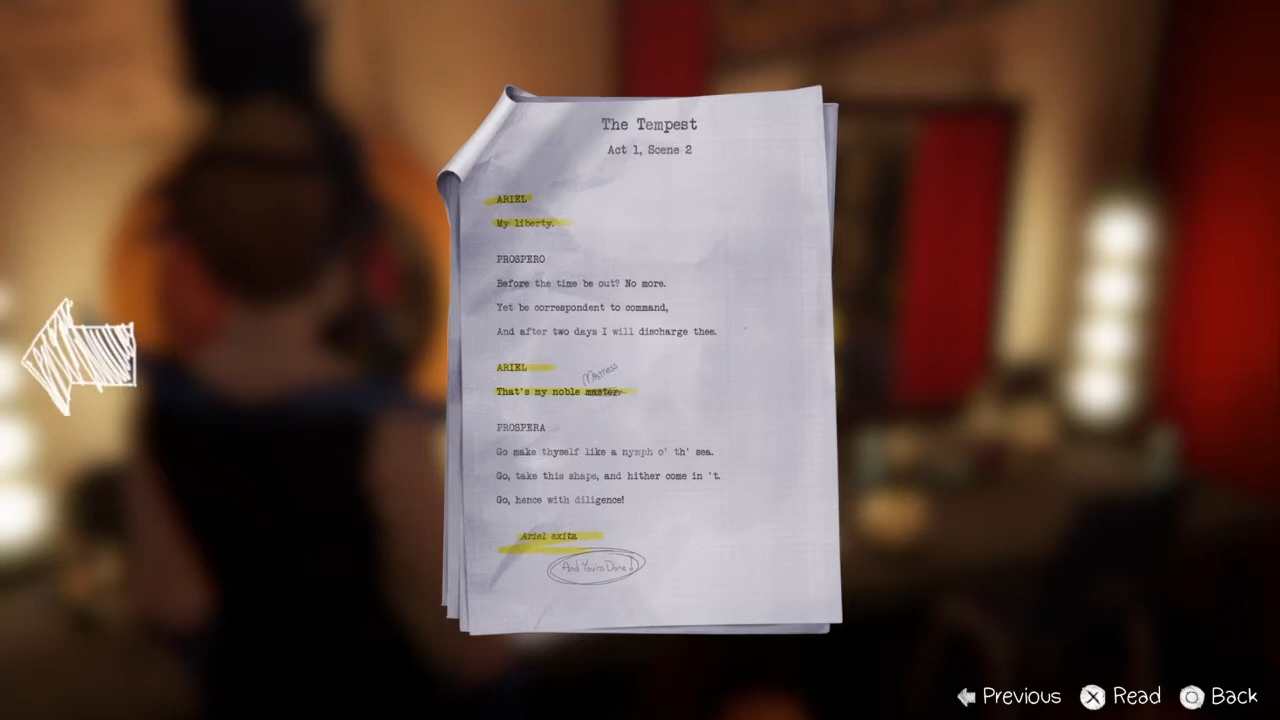 The Tempest
Act 1, Scene 2
ARIEL
My liberty.
PROSPERO
Before the time be out? No more.
Yet be correspondent to command,
And after two days I will discharge thee.
ARIEL
Mistress
That's my noble master.
PROSPERA
Go make thyself like a nymph o' th' sea.
Go, take this shape, and hither come in 't.
Go, hence with diligence!
Ariel exits.
And You're Done!
Previous Read Back